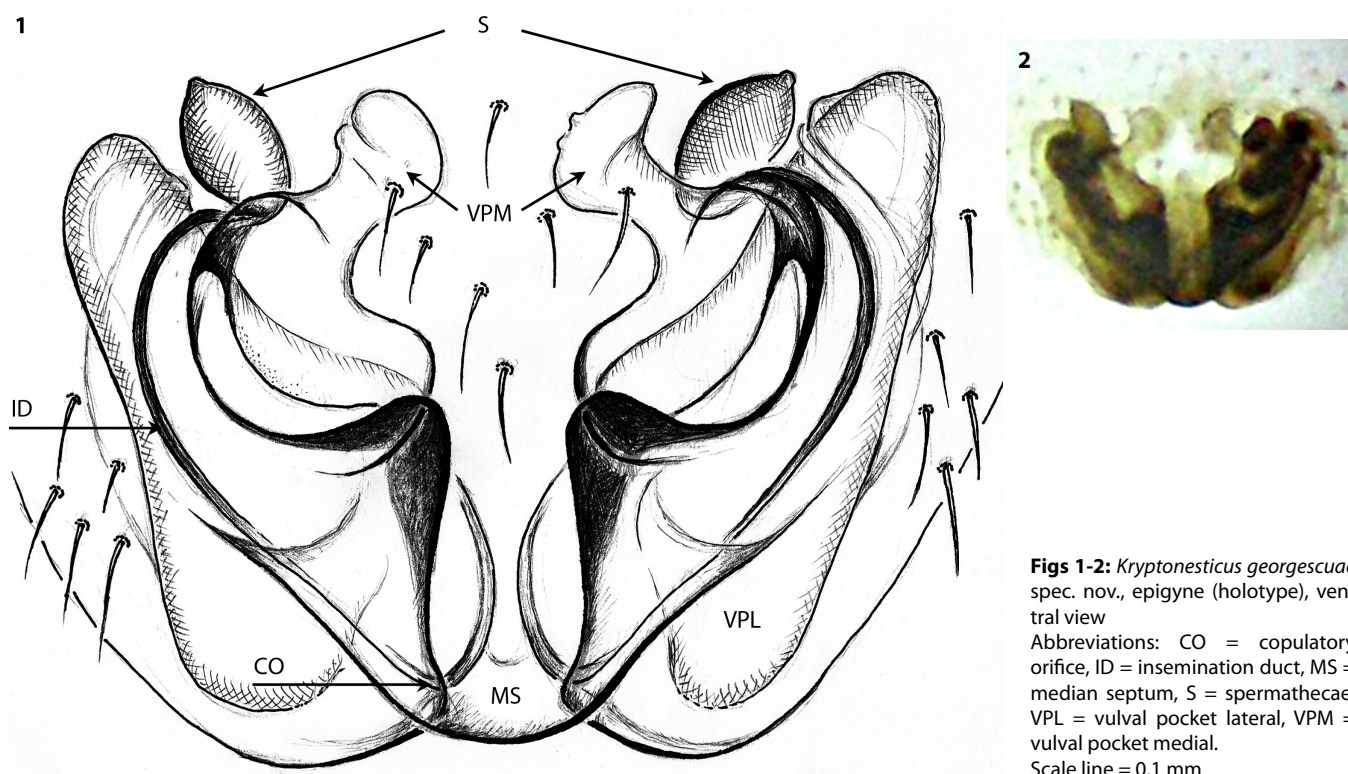 1
S
2
VPM
ID
VPL
CO
MS
Figs 1-2: Kryptonesticus georgescuae
spec. nov., epigyne (holotype), ven
tral view
Abbreviations: CO = copulatory
orifice, ID = insemination duct, MS =
median septum, S = spermathecae
VPL = vulval pocket lateral, VPM =
vulval pocket medial.
Scale line = 0.1 mm